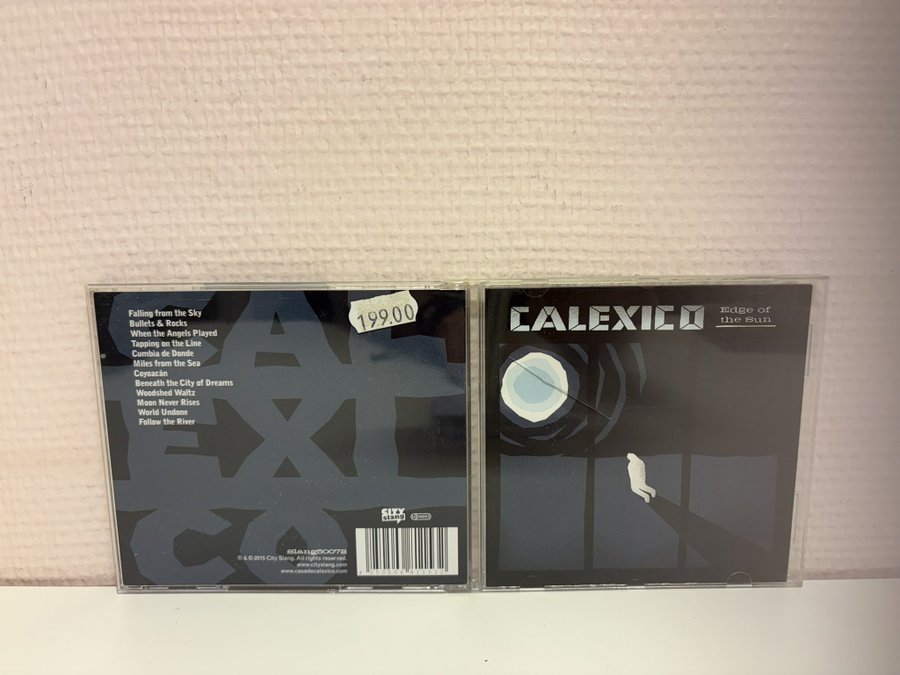 Falling from the Sky
Bullets & Rocks
When the Angels Played
Tapping on the Line
Cumbia de Donde
Miles from the Sea
Coyoacán
Beneath the City of Dreams
Woodshed Waltz
Moon Never Rises
World Undone
Follow the River
199.00
CAL
EXI
CO
CITY
slang
Slang50072
℗ & © 2015 City Slang. All rights reserved.
www.cityslang.com
www.casadecalexico.com
CALEXICO
Edge of
the Sun